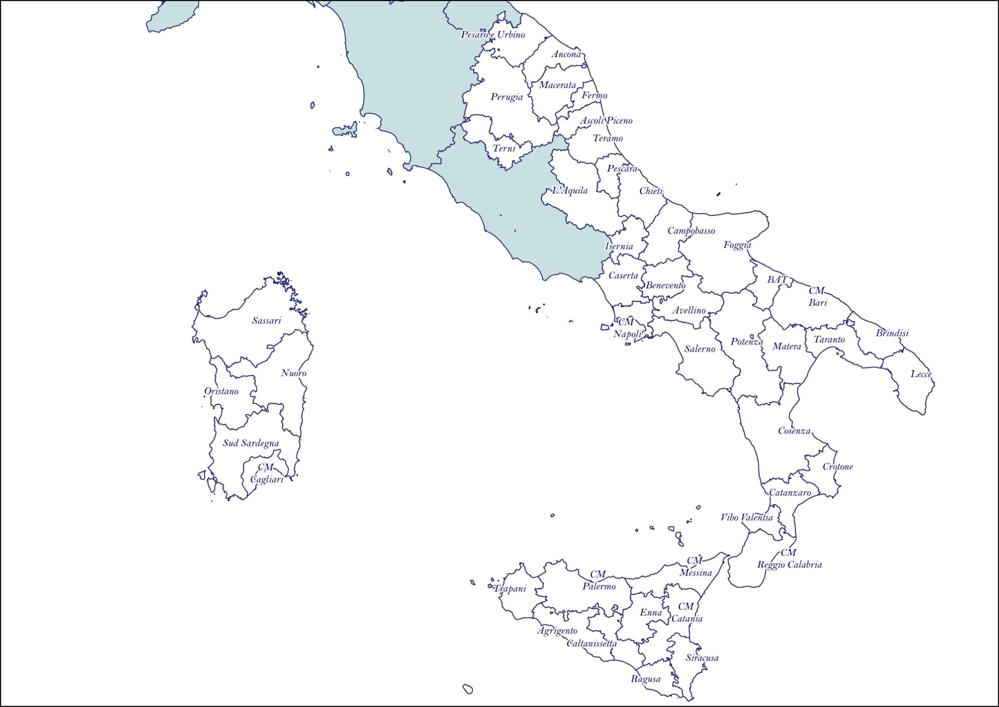 Pesaro e Urbino
Ancona
Macerata
Perugia
Fermo
Ascoli Piceno
Teramo
Terni
Pescara
L'Aquila
Chieti
Campobasso
Isernia
Foggia
Caserta
Benevento
BAT
CM
Bari
Avellino
CM
Napoli
Salerno
Potenza
Matera
Taranto
Brindisi
Lecce
Sassari
Nuoro
Oristano
Sud Sardegna
CM
Cagliari
Cosenza
Crotone
Catanzaro
Vibo Valentia
CM
Reggio Calabria
CM
Messina
CM
Palermo
Trapani
Enna
CM
Catania
Agrigento
Caltanissetta
Siracusa
Ragusa